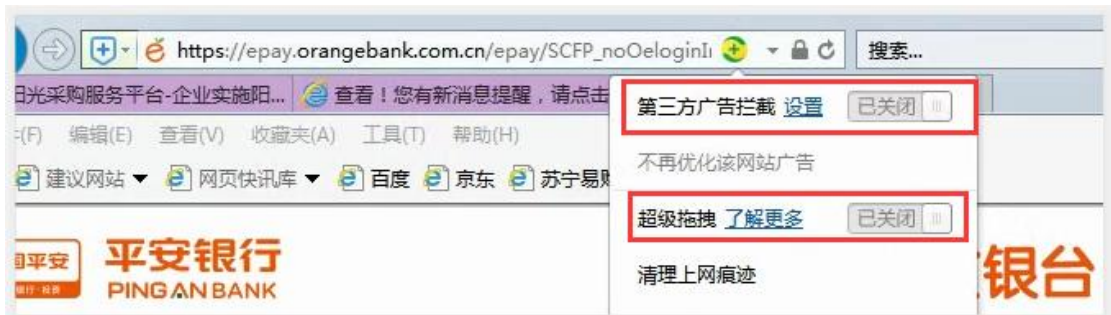 https://epay.orangebank.com.cn/epay/SCFP_noOeloginI 搜索...
阳光采购服务平台-企业实施阳... 查看！您有新消息提醒，请点击
第三方广告拦截 设置 已关闭
(F) 编辑(E) 查看(V) 收藏夹(A) 工具(T) 帮助(H)
不再优化该网站广告
建议网站 网页快讯库 百度 京东 苏宁易购
超级拖拽 了解更多 已关闭
平安
平安银行
银台
PING AN BANK
清理上网痕迹